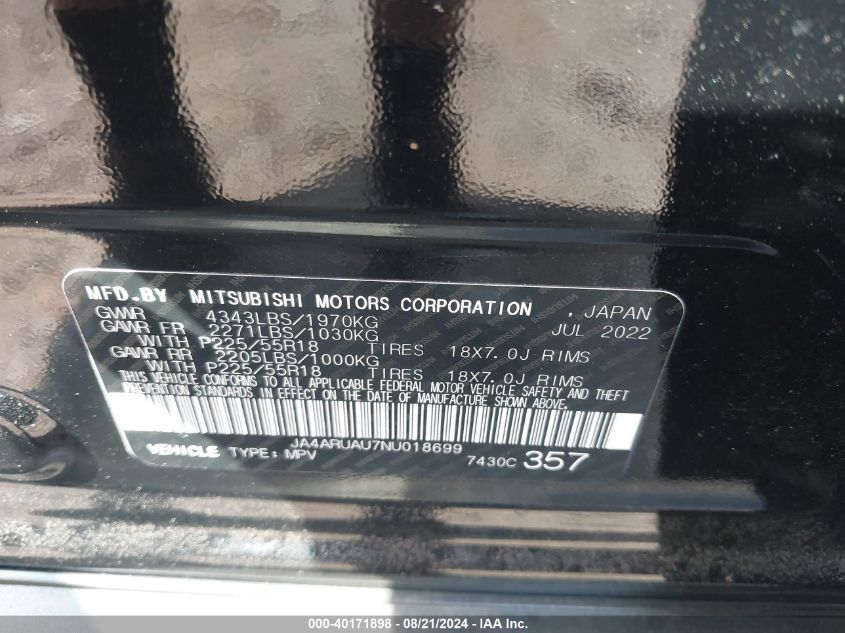 MFD.BY MITSUBISHI MOTORS CORPORATION , JAPAN
GVWR 4343LBS/1970KG JUL 2022
GAWR FR 2271LBS/1030KG
WITH P225/55R18 TIRES 18X7.0J RIMS
GAWR RR 2205LBS/1000KG
WITH P225/55R18 TIRES 18X7.0J RIMS
THIS VEHICLE CONFORMS TO ALL APPLICABLE FEDERAL MOTOR VEHICLE SAFETY AND THEFT
PREVENTION STANDARDS IN EFFECT ON THE DATE OF MANUFACTURE SHOWN ABOVE.
JA4ARUAU7NU018699
VEHICLE TYPE: MPV 7430C 357
000-40171898 - 08/21/2024 - IAA Inc.